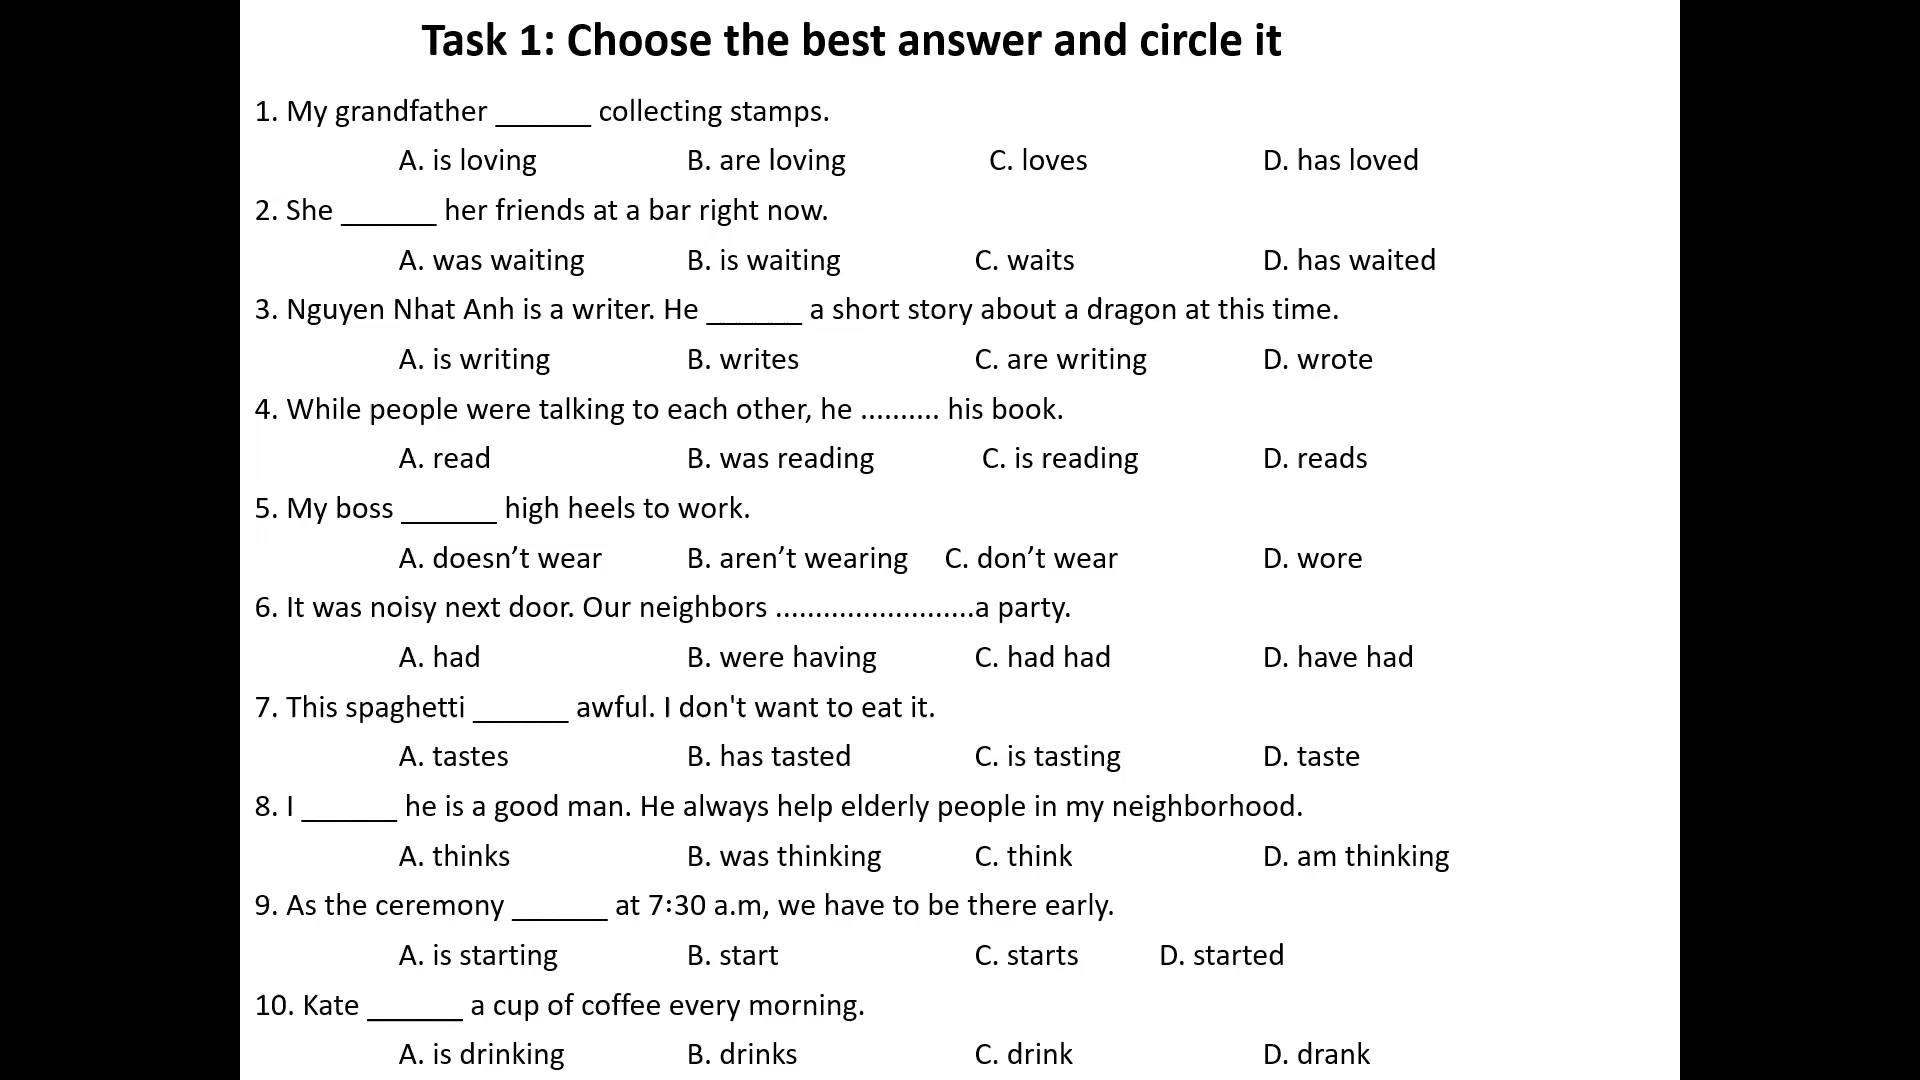 Task 1: Choose the best answer and circle it
1. My grandfather ______ collecting stamps.
A. is loving B. are loving C. loves D. has loved
2. She ______ her friends at a bar right now.
A. was waiting B. is waiting C. waits D. has waited
3. Nguyen Nhat Anh is a writer. He ______ a short story about a dragon at this time.
A. is writing B. writes C. are writing D. wrote
4. While people were talking to each other, he .......... his book.
A. read B. was reading C. is reading D. reads
5. My boss ______ high heels to work.
A. doesn’t wear B. aren’t wearing C. don’t wear D. wore
6. It was noisy next door. Our neighbors .........................a party.
A. had B. were having C. had had D. have had
7. This spaghetti ______ awful. I don't want to eat it.
A. tastes B. has tasted C. is tasting D. taste
8. I ______ he is a good man. He always help elderly people in my neighborhood.
A. thinks B. was thinking C. think D. am thinking
9. As the ceremony ______ at 7:30 a.m, we have to be there early.
A. is starting B. start C. starts D. started
10. Kate ______ a cup of coffee every morning.
A. is drinking B. drinks C. drink D. drank